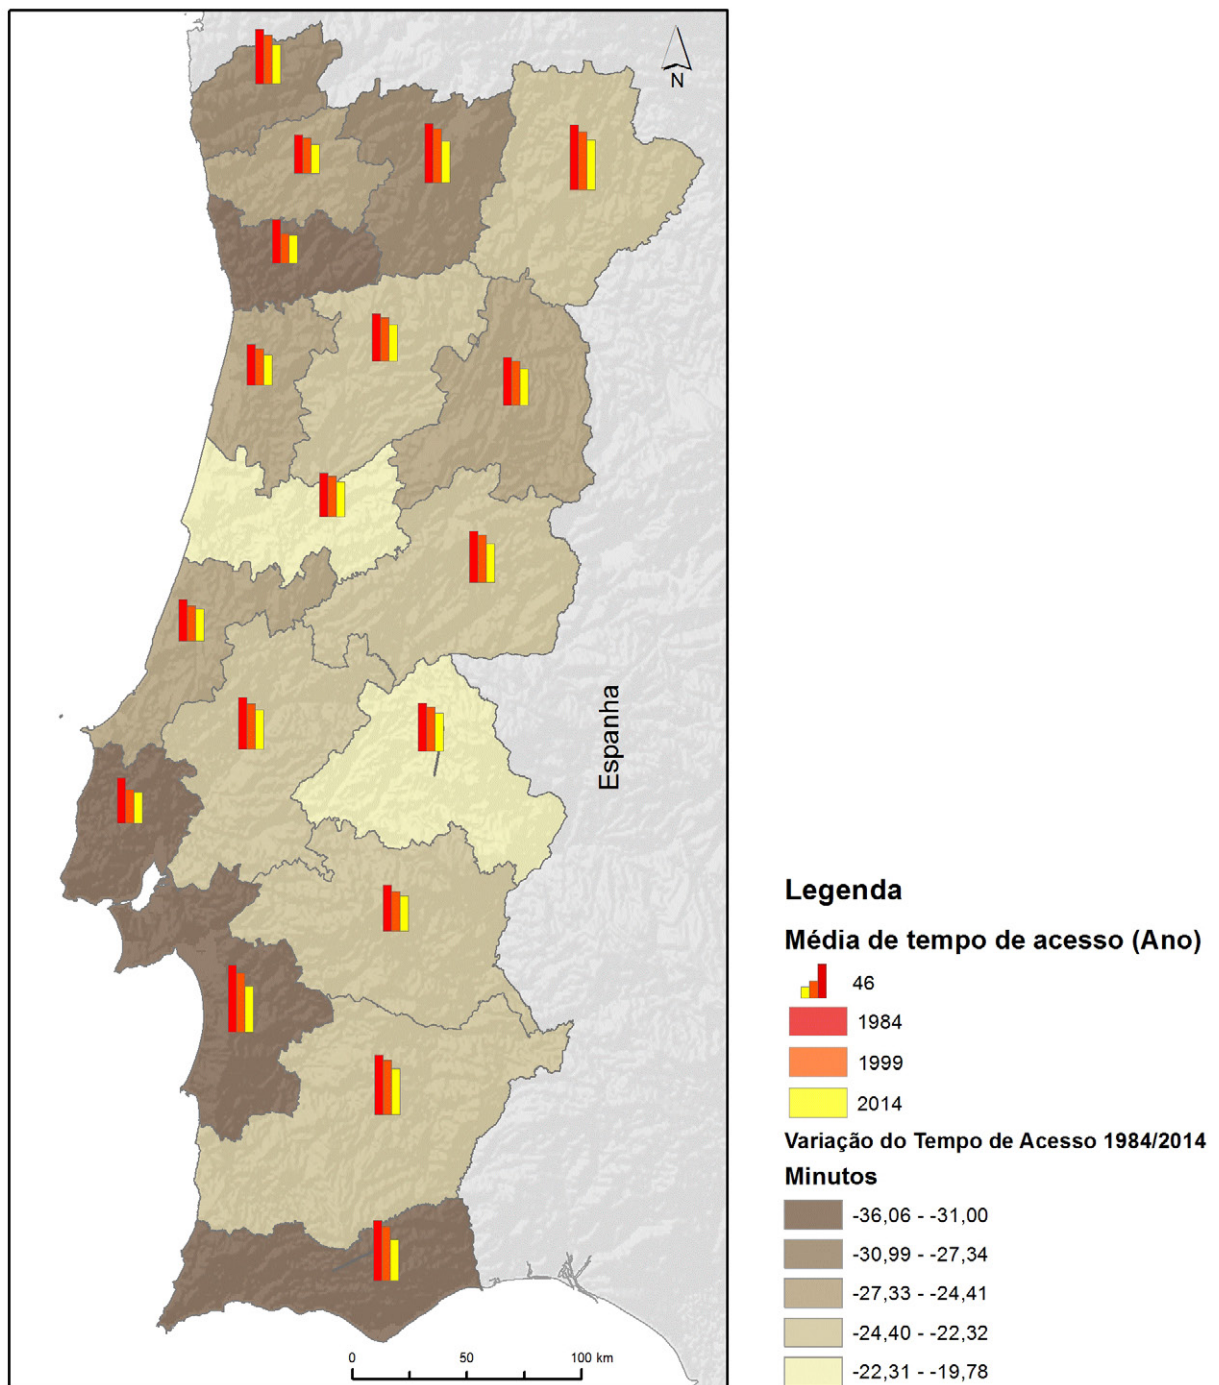 N
Espanha
0 50 100 km
Legenda
Média de tempo de acesso (Ano)
46
1984
1999
2014
Variação do Tempo de Acesso 1984/2014
Minutos
-36,06 - -31,00
-30,99 - -27,34
-27,33 - -24,41
-24,40 - -22,32
-22,31 - -19,78